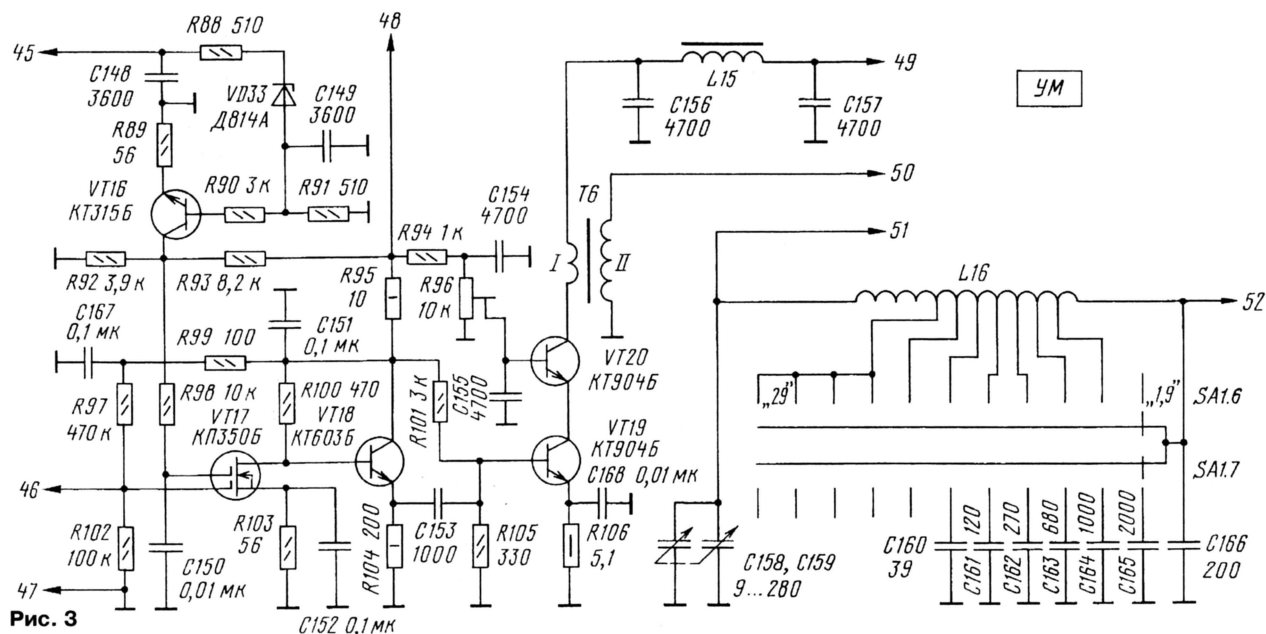 45
R88 510
48
C148
3600
VD33
Д814А
C149
3600
R89
56
VT16
КТ315Б
R90 3 к
R91 510
R92 3,9 к
R93 8,2 к
R94 1 к
C154
4700
R95
10
R96
10 к
C167
0,1 мк
R99 100
C151
0,1 мк
R97
470 к
R98 10 к
R100 470
VT17
КП350Б
VT18
КТ603Б
R101 3 к
C155
4700
46
R102
100 к
47
C150
0,01 мк
R103
56
C152 0,1 мк
R104 200
C153
1000
R105
330
R106
5,1
C168 0,01 мк
VT19
КТ904Б
VT20
КТ904Б
T6
I
II
L15
C156
4700
C157
4700
49
50
51
УМ
L16
52
„29”
„1,9”
SA1.6
SA1.7
C158, C159
9...280
C160
39
C161 120
C162 270
C163 680
C164 1000
C165 2000
C166
200
Рис. 3